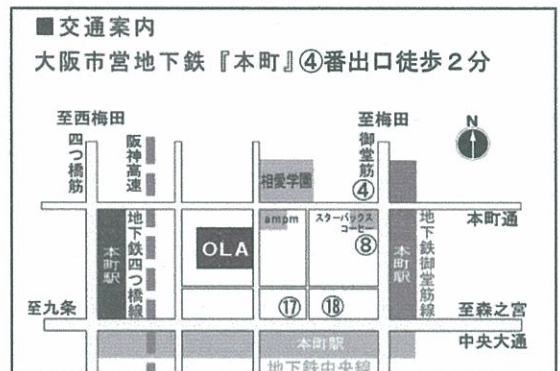 ■交通案内
大阪市営地下鉄『本町』④番出口徒歩2分
至西梅田
至梅田
N
四つ橋筋
阪神高速
御堂筋
相愛学園
④
本町通
ampm
スターバックス
コーヒー
⑧
本町駅
地下鉄四つ橋線
OLA
本町駅
地下鉄御堂筋線
至九条
⑰
⑱
至森之宮
中央大通
本町駅
地下鉄中央線